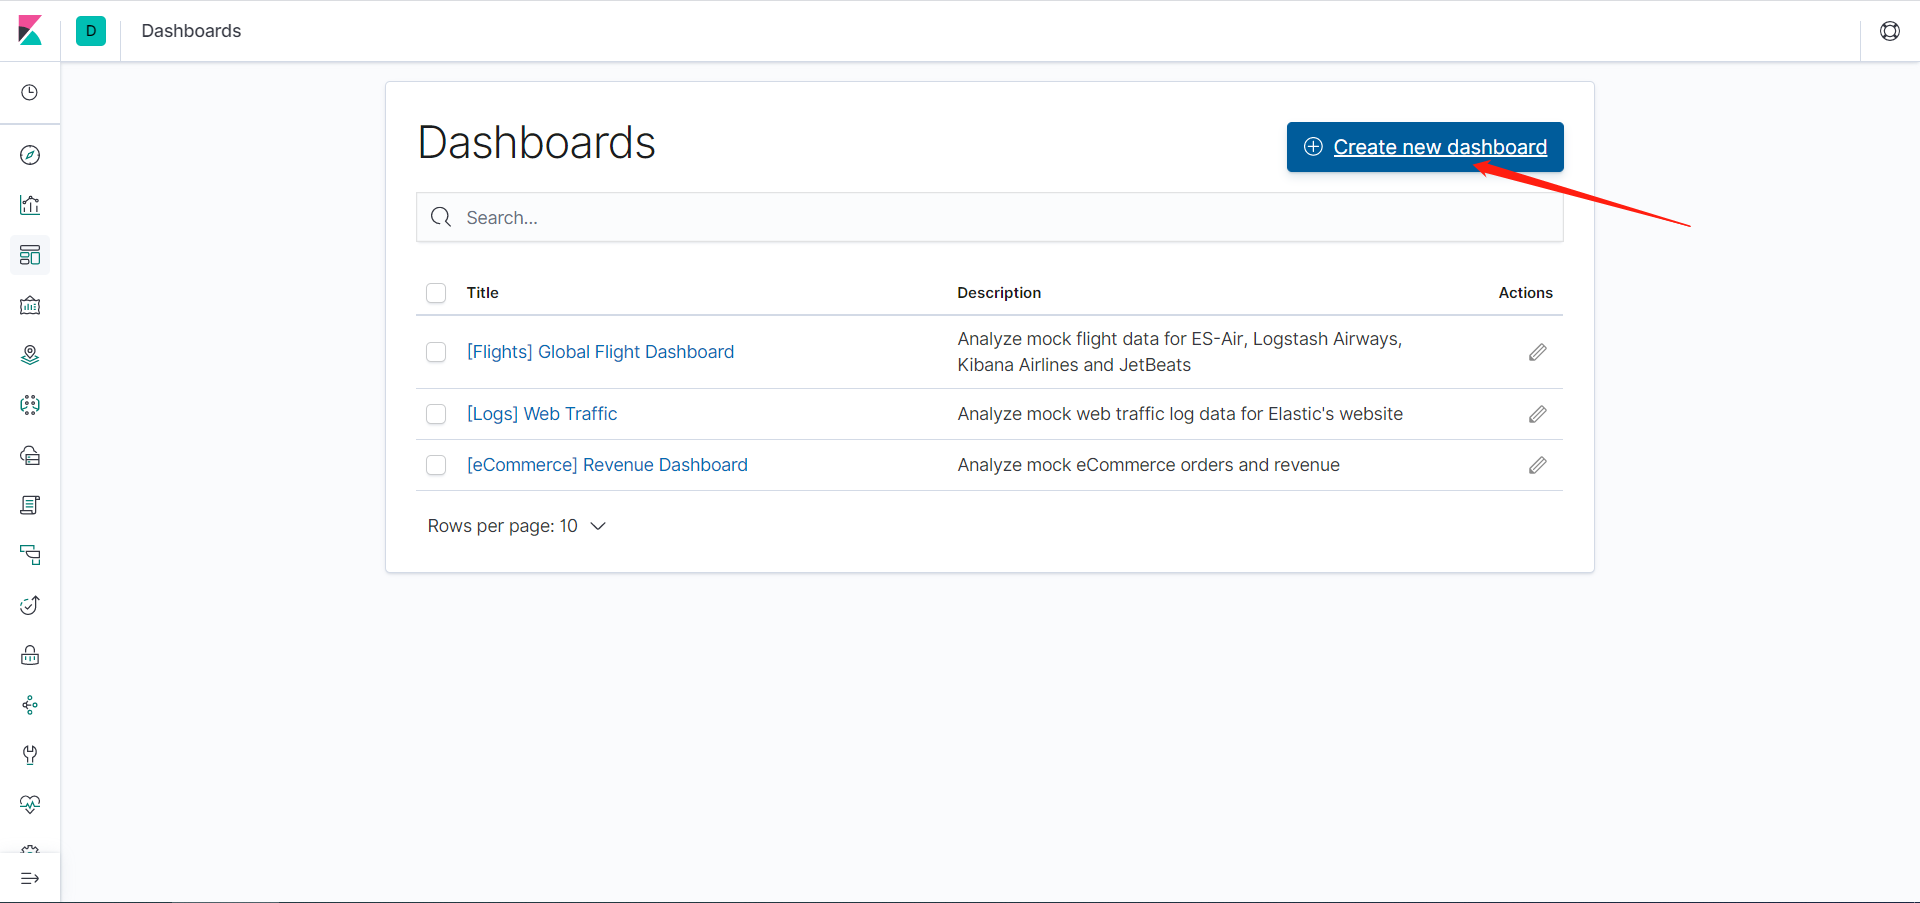 D
Dashboards
Dashboards
Create new dashboard
Search...
Title Description Actions
[Flights] Global Flight Dashboard
Analyze mock flight data for ES-Air, Logstash Airways,
Kibana Airlines and JetBeats
[Logs] Web Traffic
Analyze mock web traffic log data for Elastic's website
[eCommerce] Revenue Dashboard
Analyze mock eCommerce orders and revenue
Rows per page: 10